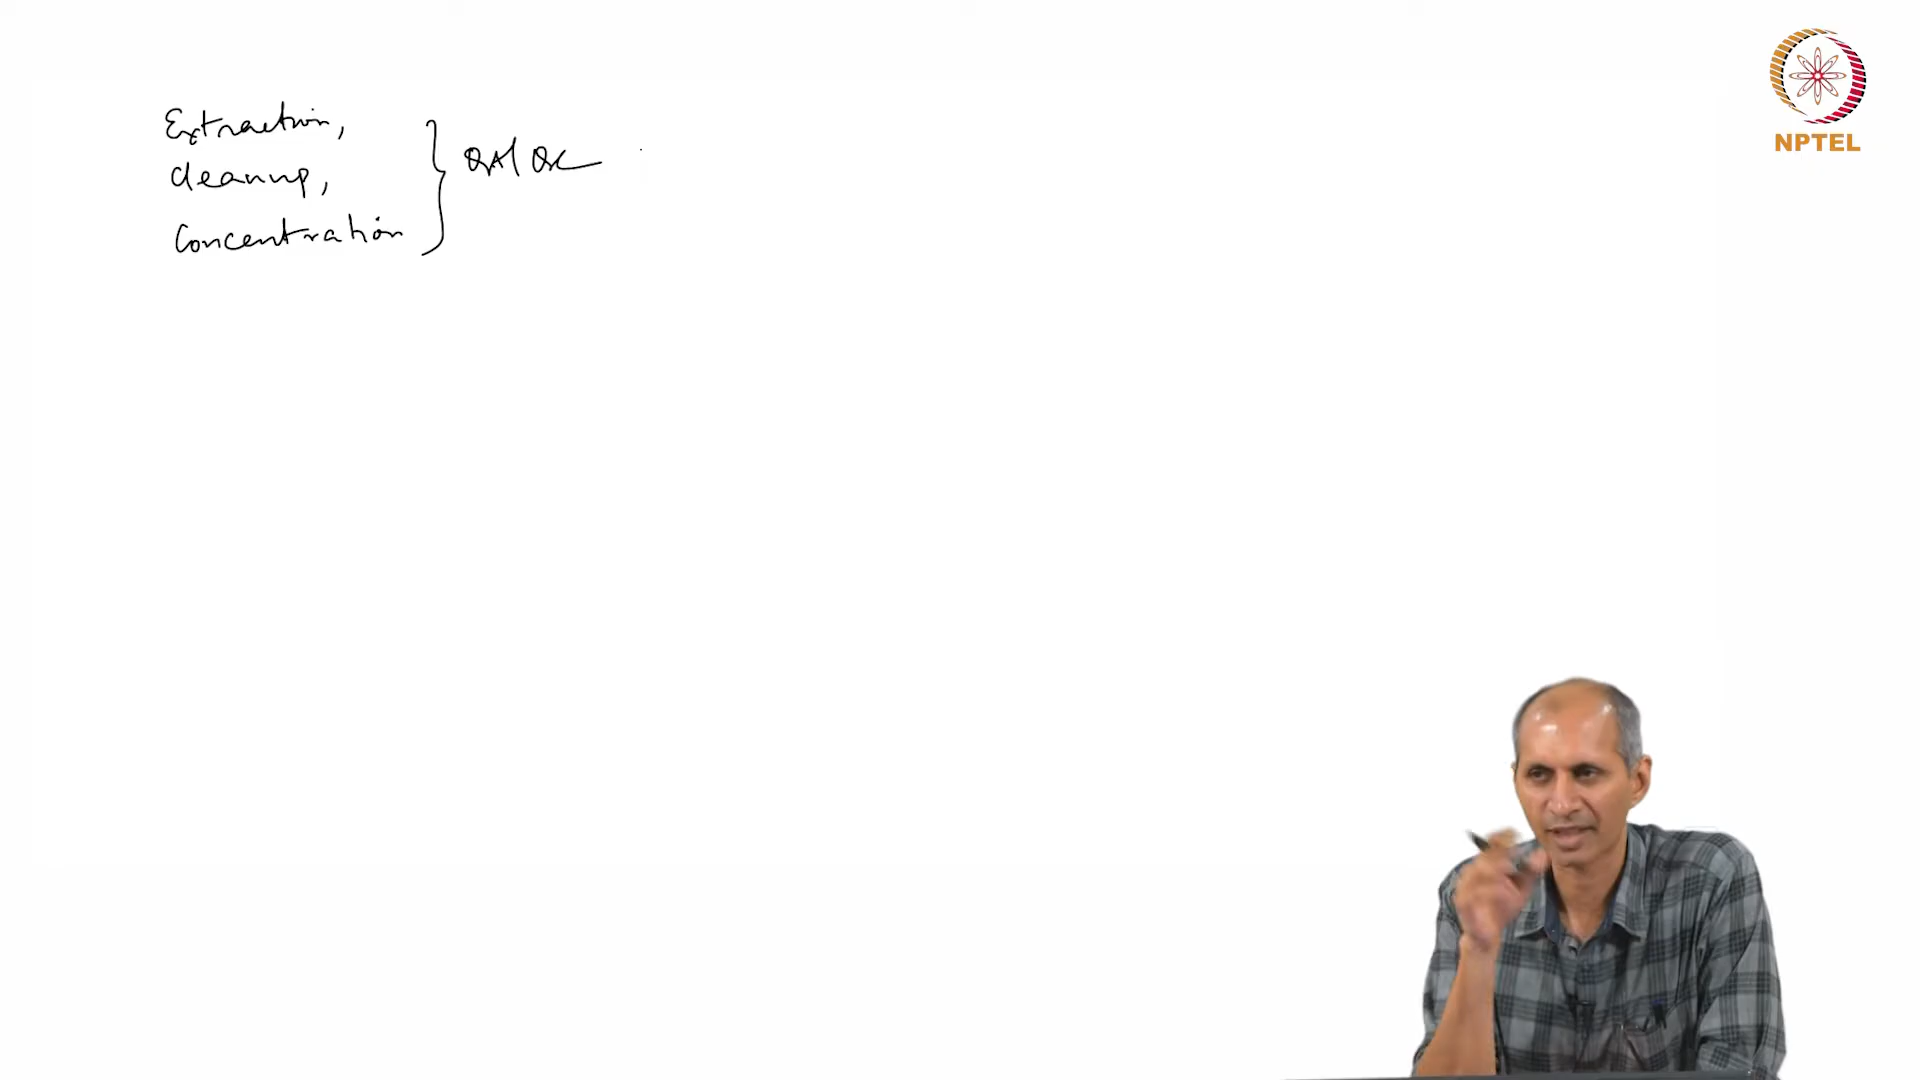 Extraction,
cleanup,
Concentration
QA/QC
NPTEL